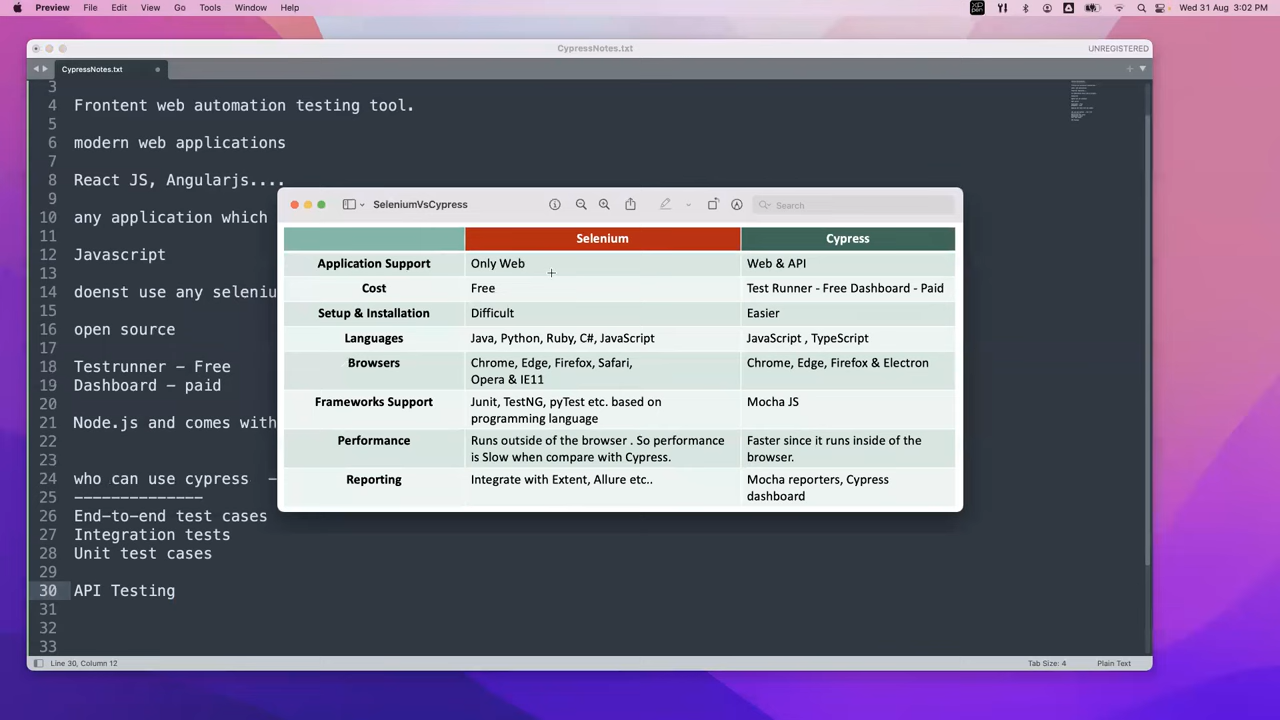 Preview File Edit View Go Tools Window Help Wed 31 Aug 3:02 PM
CypressNotes.txt UNREGISTERED
CypressNotes.txt
3
4 Frontent web automation testing tool.
5
6 modern web applications
7
8 React JS, Angularjs....
9
10 any application which
11
12 Javascript
13
14 doenst use any seleniu
15
16 open source
17
18 Testrunner - Free
19 Dashboard - paid
20
21 Node.js and comes with
22
23
24 who can use cypress -
25 --------------
26 End-to-end test cases
27 Integration tests
28 Unit test cases
29
30 API Testing
31
32
33
Line 30, Column 12 Tab Size: 4 Plain Text
SeleniumVsCypress Search
Selenium Cypress
Application Support Only Web Web & API
Cost Free Test Runner - Free Dashboard - Paid
Setup & Installation Difficult Easier
Languages Java, Python, Ruby, C#, JavaScript JavaScript , TypeScript
Browsers Chrome, Edge, Firefox, Safari, Chrome, Edge, Firefox & Electron
Opera & IE11
Frameworks Support Junit, TestNG, pyTest etc. based on Mocha JS
programming language
Performance Runs outside of the browser . So performance Faster since it runs inside of the
is Slow when compare with Cypress. browser.
Reporting Integrate with Extent, Allure etc.. Mocha reporters, Cypress
dashboard